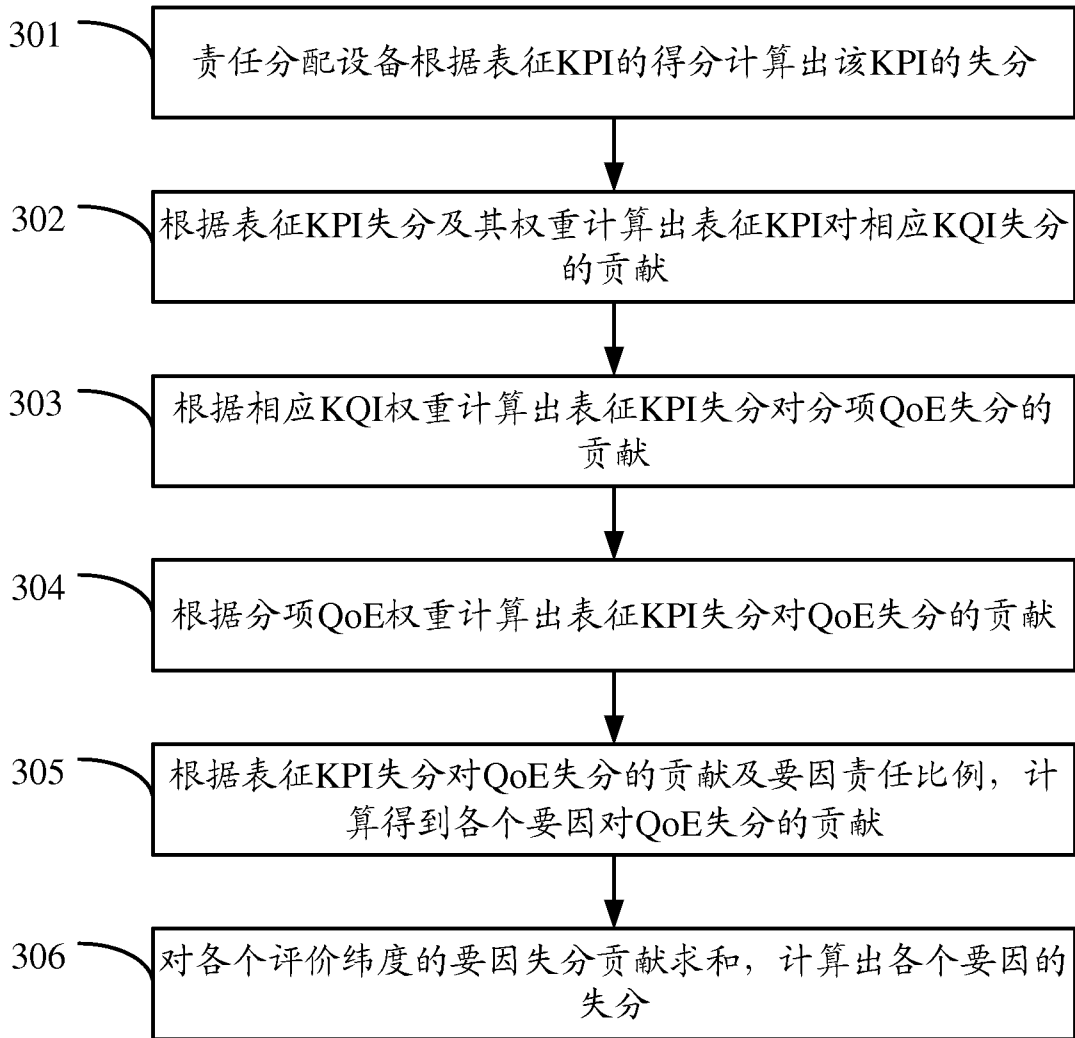 301
责任分配设备根据表征KPI的得分计算出该KPI的失分
302
根据表征KPI失分及其权重计算出表征KPI对相应KQI失分
的贡献
303
根据相应KQI权重计算出表征KPI失分对分项QoE失分的
贡献
304
根据分项QoE权重计算出表征KPI失分对QoE失分的贡献
305
根据表征KPI失分对QoE失分的贡献及要因责任比例，计
算得到各个要因对QoE失分的贡献
306
对各个评价纬度的要因失分贡献求和，计算出各个要因的
失分